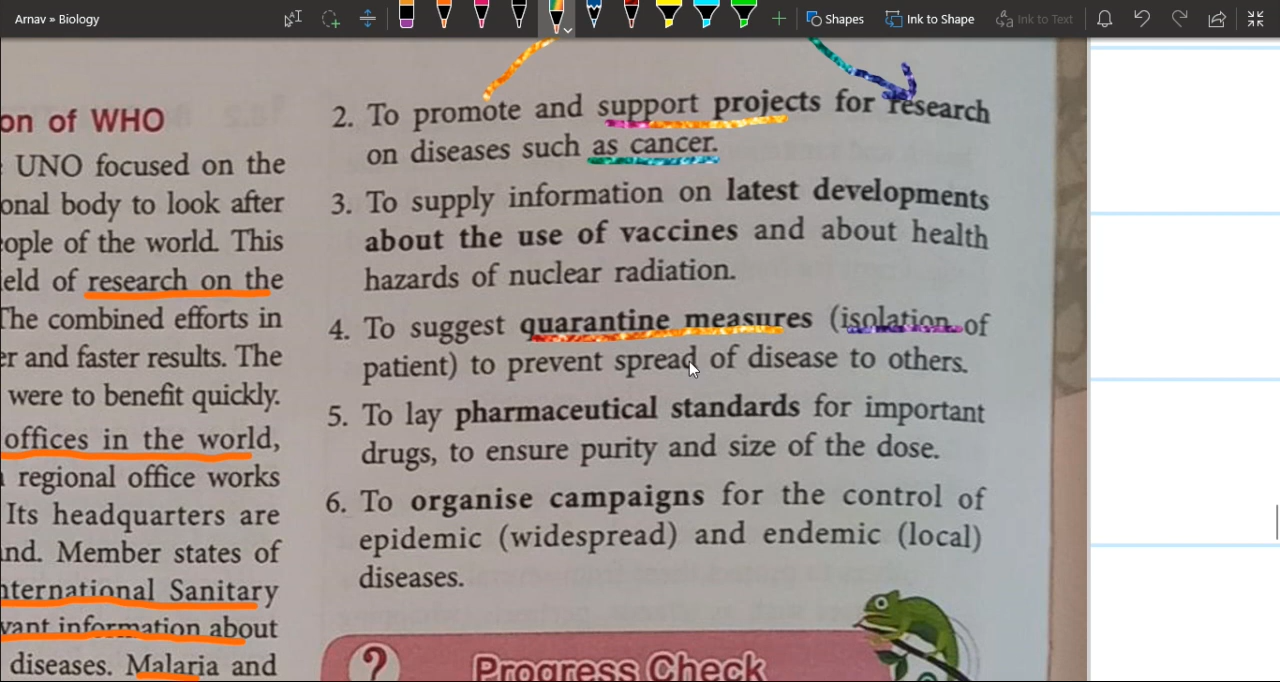 Arnav » Biology
Shapes
Ink to Shape
Ink to Text
on of WHO
UNO focused on the
onal body to look after
ople of the world. This
eld of research on the
The combined efforts in
er and faster results. The
were to benefit quickly.
offices in the world,
regional office works
Its headquarters are
nd. Member states of
nternational Sanitary
vant information about
diseases. Malaria and
2. To promote and support projects for research
on diseases such as cancer.
3. To supply information on latest developments
about the use of vaccines and about health
hazards of nuclear radiation.
4. To suggest quarantine measures (isolation of
patient) to prevent spread of disease to others.
5. To lay pharmaceutical standards for important
drugs, to ensure purity and size of the dose.
6. To organise campaigns for the control of
epidemic (widespread) and endemic (local)
diseases.
? Progress Check